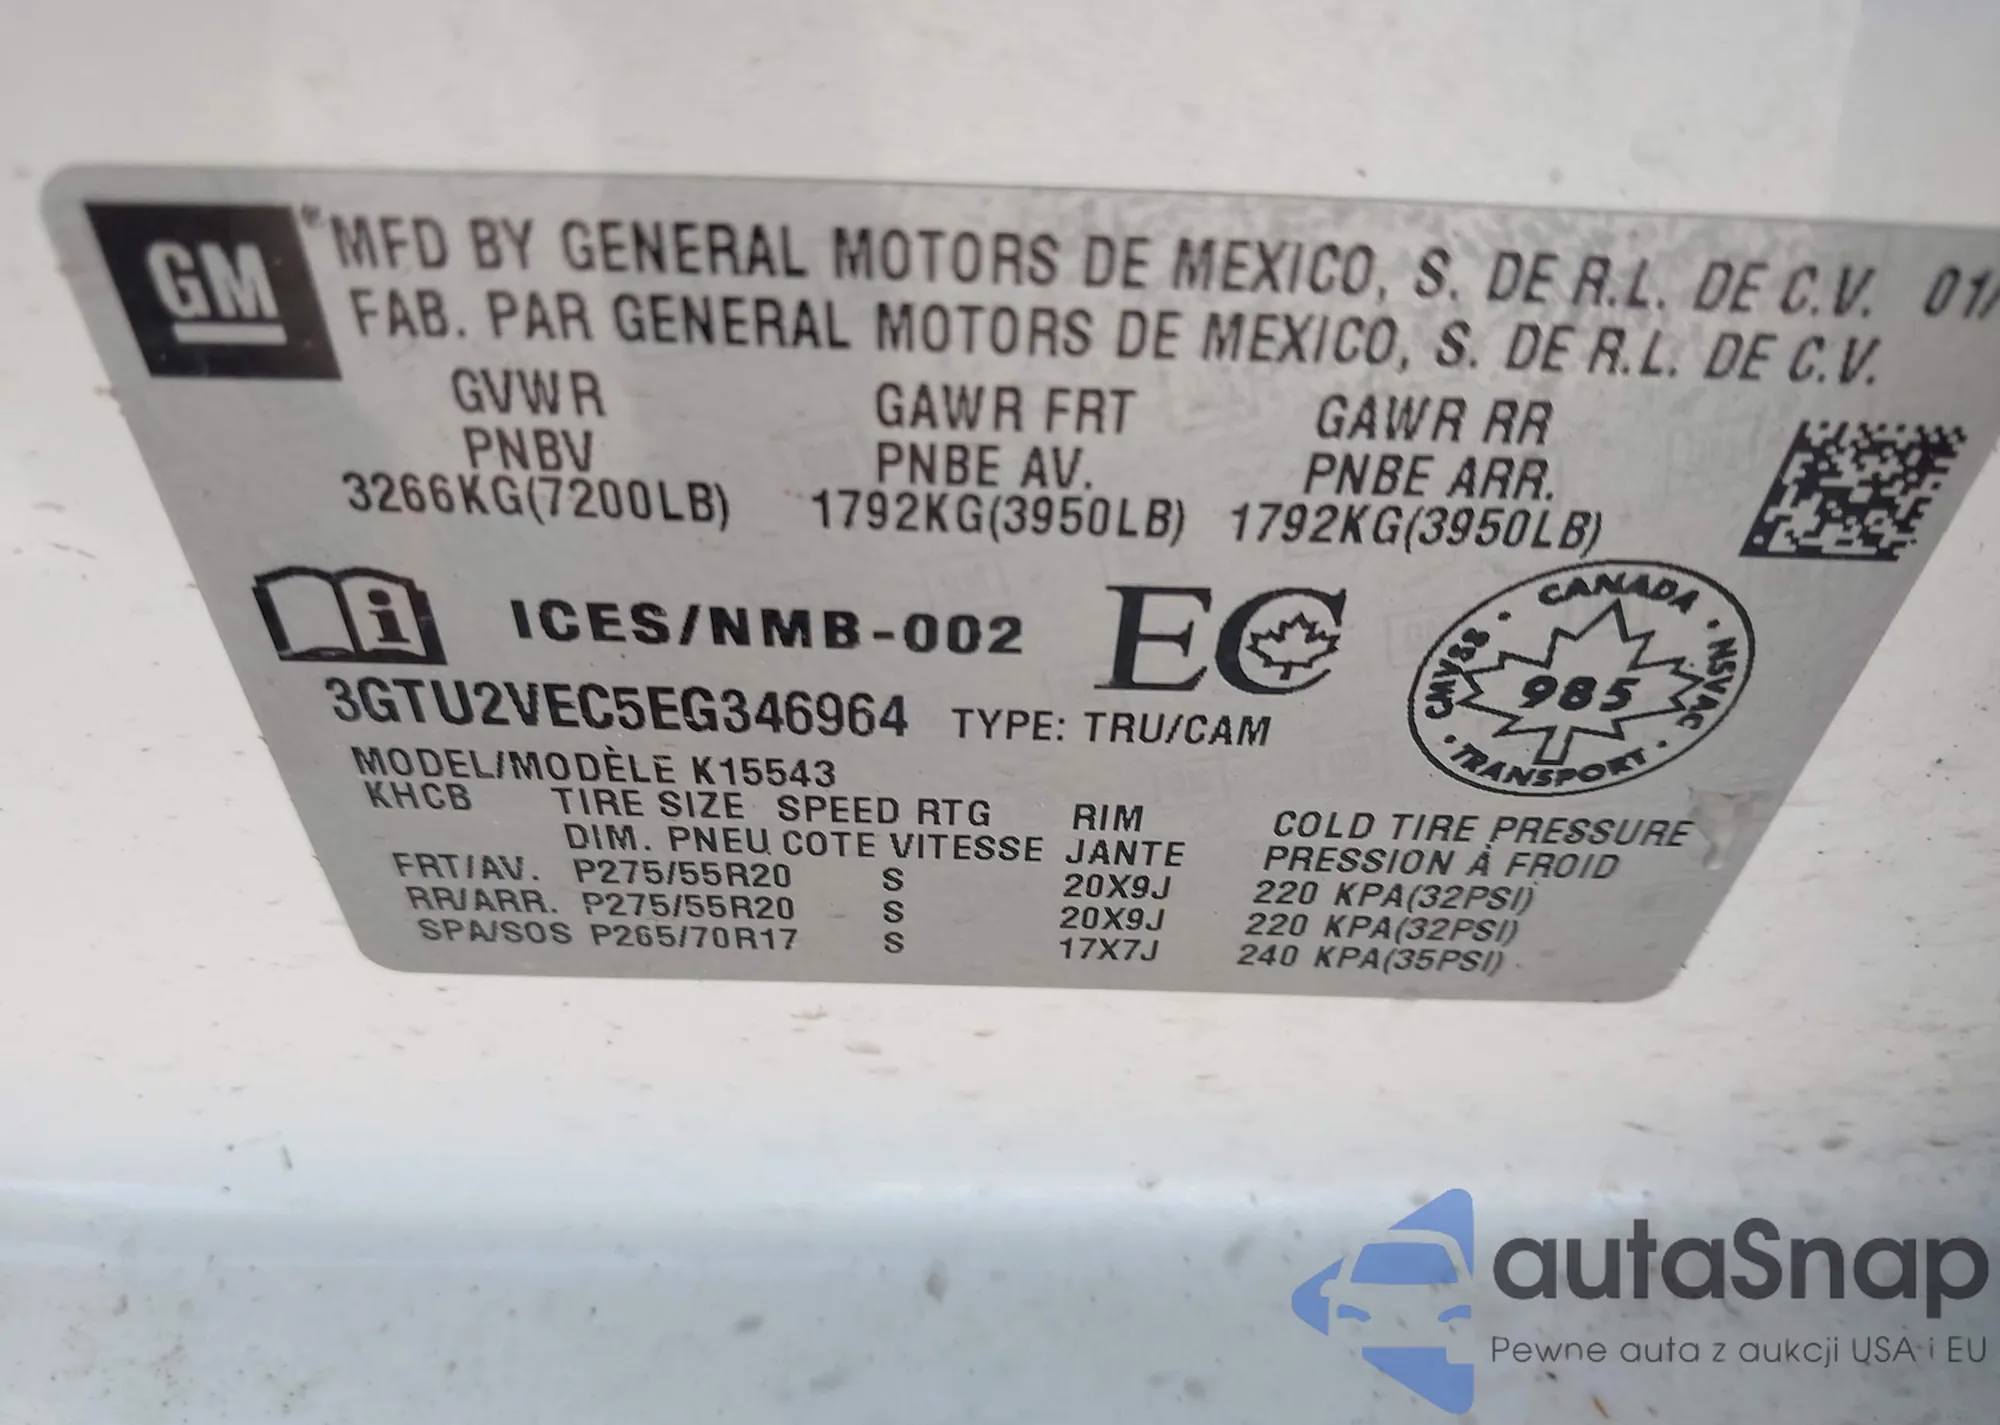 GM
® MFD BY GENERAL MOTORS DE MEXICO, S. DE R.L. DE C.V. 01/
FAB. PAR GENERAL MOTORS DE MEXICO, S. DE R.L. DE C.V.
GVWR GAWR FRT GAWR RR
PNBV PNBE AV. PNBE ARR.
3266KG(7200LB) 1792KG(3950LB) 1792KG(3950LB)
i ICES/NMB-002 EC
CANADA · NSVAC · TRANSPORT · CMVSS ·
985
3GTU2VEC5EG346964 TYPE: TRU/CAM
MODEL/MODÈLE K15543
KHCB TIRE SIZE SPEED RTG RIM COLD TIRE PRESSURE
DIM. PNEU COTE VITESSE JANTE PRESSION À FROID
FRT/AV. P275/55R20 S 20X9J 220 KPA(32PSI)
RR/ARR. P275/55R20 S 20X9J 220 KPA(32PSI)
SPA/SOS P265/70R17 S 17X7J 240 KPA(35PSI)
autaSnap
Pewne auta z aukcji USA i EU